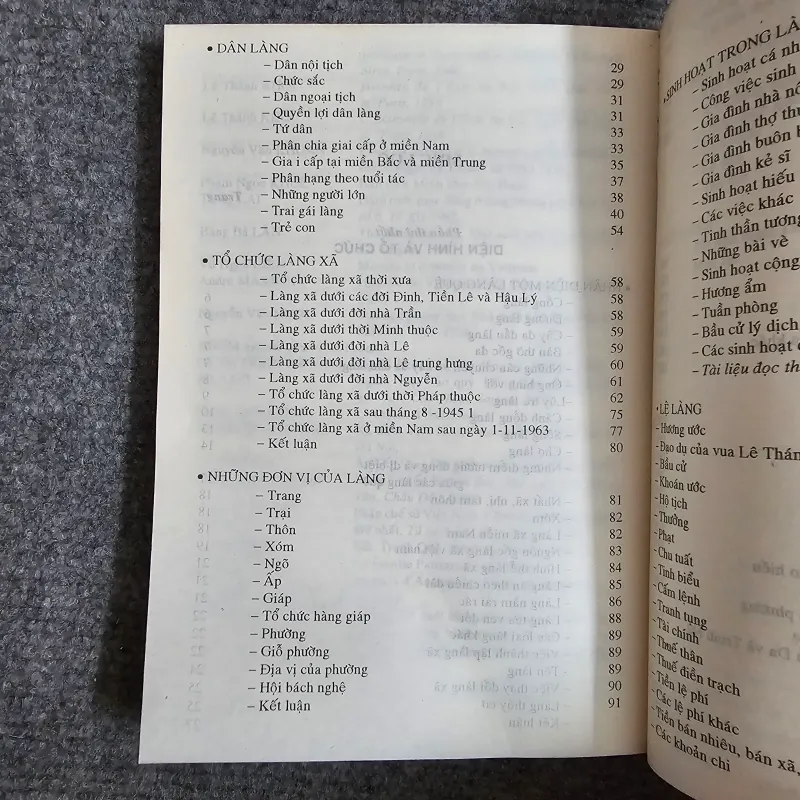 • DÂN LÀNG
– Dân nội tịch 29
– Chức sắc 29
– Dân ngoại tịch 31
– Quyền lợi dân làng 31
– Tứ dân 33
– Phân chia giai cấp ở miền Nam 33
– Gia i cấp tại miền Bắc và miền Trung 35
– Phân hạng theo tuổi tác 37
– Những người lớn 38
– Trai gái làng 40
– Trẻ con 54
• TỔ CHỨC LÀNG XÃ
– Tổ chức làng xã thời xưa 58
– Làng xã dưới các đời Đinh, Tiền Lê và Hậu Lý 58
– Làng xã dưới đời nhà Trần 58
– Làng xã dưới thời Minh thuộc 59
– Làng xã dưới đời nhà Lê 59
– Làng xã dưới đời nhà Lê trung hưng 60
– Làng xã dưới đời nhà Nguyễn 61
– Tổ chức làng xã dưới thời Pháp thuộc 62
– Tổ chức làng xã sau tháng 8 -1945 1 75
– Tổ chức làng xã ở miền Nam sau ngày 1-11-1963 77
– Kết luận 80
• NHỮNG ĐƠN VỊ CỦA LÀNG
– Trang 81
– Trại 82
– Thôn 82
– Xóm 83
– Ngõ 84
– Ấp 85
– Giáp 86
– Tổ chức hàng giáp 88
– Phường 89
– Giỗ phường 89
– Địa vị của phường 89
– Hội bách nghệ 90
– Kết luận 91
• SINH HOẠT TRONG LÀ
– Sinh hoạt cá nh
– Công việc sinh
– Gia đình nhà nô
– Gia đình thợ th
– Gia đình buôn b
– Gia đình kẻ sĩ
– Sinh hoạt hiếu
– Các việc khác
– Tinh thần tương
– Những bài vè
– Sinh hoạt cộng
– Hương ẩm
– Tuần phòng
– Bầu cử lý dịch
– Các sinh hoạt
– Tài liệu đọc th
• LỆ LÀNG
- Hương ước
- Đạo dụ của vua Lê Thán
- Bầu cử
- Khoán ước
- Hộ tịch
- Thưởng
- Phạt
- Chu tuất
- Tinh biểu
- Cấm lệnh
- Tranh tụng
- Tài chính
- Thuế thân
- Thuế điền trạch
- Tiền lệ phí
- Các lệ phí khác
- Tiền bán nhiêu, bán xã,
- Các khoản chi